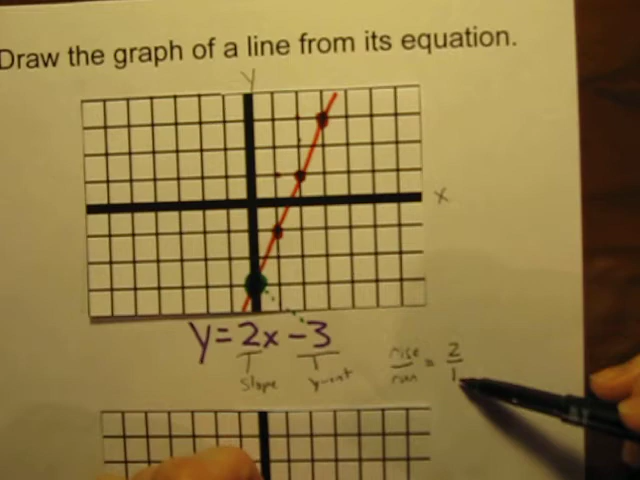 Draw the graph of a line from its equation.
y
x
y=2x-3
slope
y-int
rise/run = 2/1